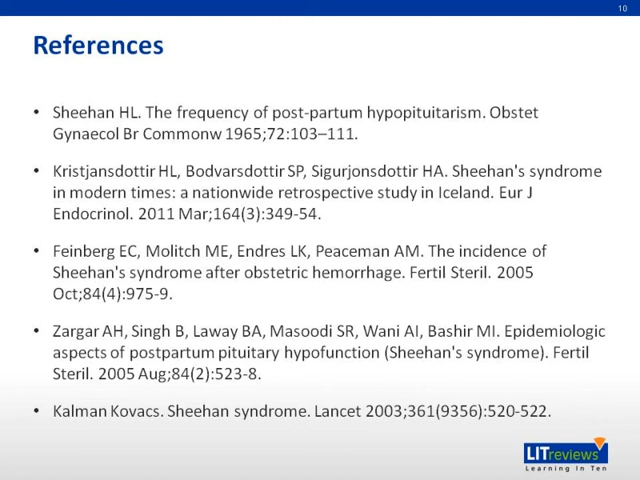 10
References
• Sheehan HL. The frequency of post-partum hypopituitarism. Obstet
Gynaecol Br Commonw 1965;72:103–111.
• Kristjansdottir HL, Bodvarsdottir SP, Sigurjonsdottir HA. Sheehan's syndrome
in modern times: a nationwide retrospective study in Iceland. Eur J
Endocrinol. 2011 Mar;164(3):349-54.
• Feinberg EC, Molitch ME, Endres LK, Peaceman AM. The incidence of
Sheehan's syndrome after obstetric hemorrhage. Fertil Steril. 2005
Oct;84(4):975-9.
• Zargar AH, Singh B, Laway BA, Masoodi SR, Wani AI, Bashir MI. Epidemiologic
aspects of postpartum pituitary hypofunction (Sheehan's syndrome). Fertil
Steril. 2005 Aug;84(2):523-8.
• Kalman Kovacs. Sheehan syndrome. Lancet 2003;361(9356):520-522.
LITreviews
Learning In Ten